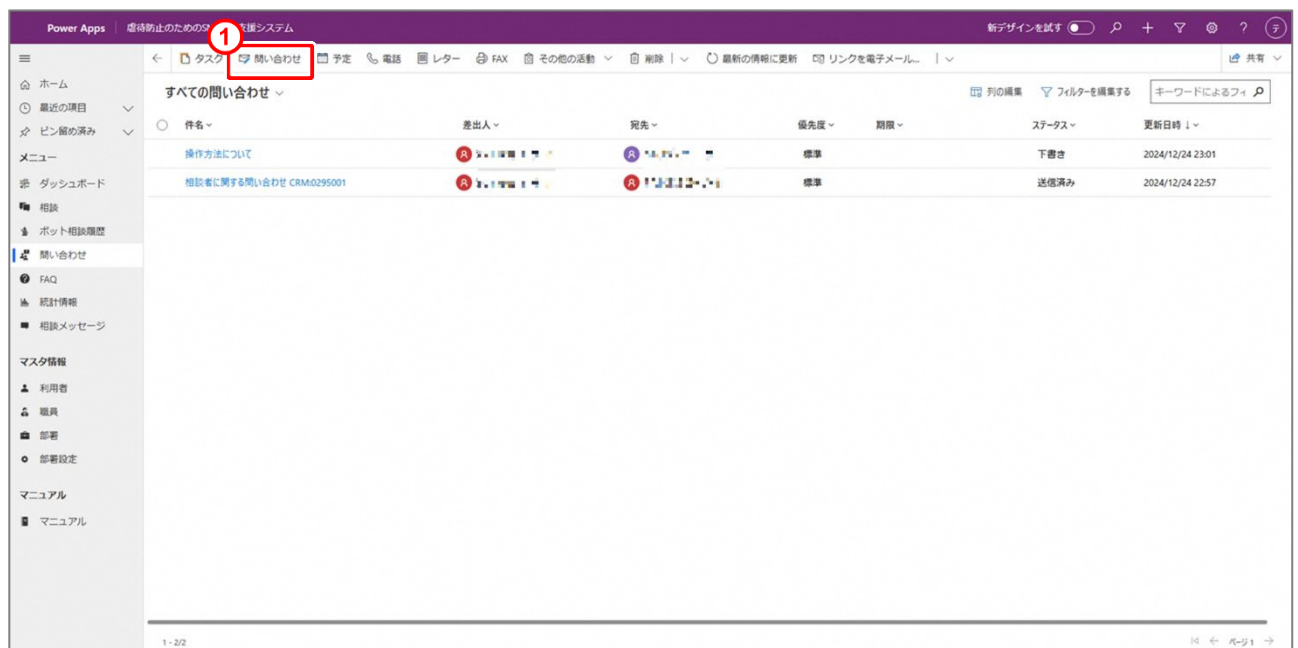 Power Apps 虐待防止のためのSN 支援システム 新デザインを試す
1
タスク 問い合わせ 予定 電話 レター FAX その他の活動 削除 最新の情報に更新 リンクを電子メール... 共有
ホーム
最近の項目
ピン留め済み
メニュー
ダッシュボード
相談
ボット相談履歴
問い合わせ
FAQ
統計情報
相談メッセージ
マスタ情報
利用者
職員
部署
部署設定
マニュアル
マニュアル
すべての問い合わせ 列の編集 フィルターを編集する キーワードによるフィ
件名 差出人 宛先 優先度 期限 ステータス 更新日時 ↓
操作方法について 標準 下書き 2024/12/24 23:01
相談者に関する問い合わせ CRM:0295001 標準 送信済み 2024/12/24 22:57
1 - 2/2 ページ 1